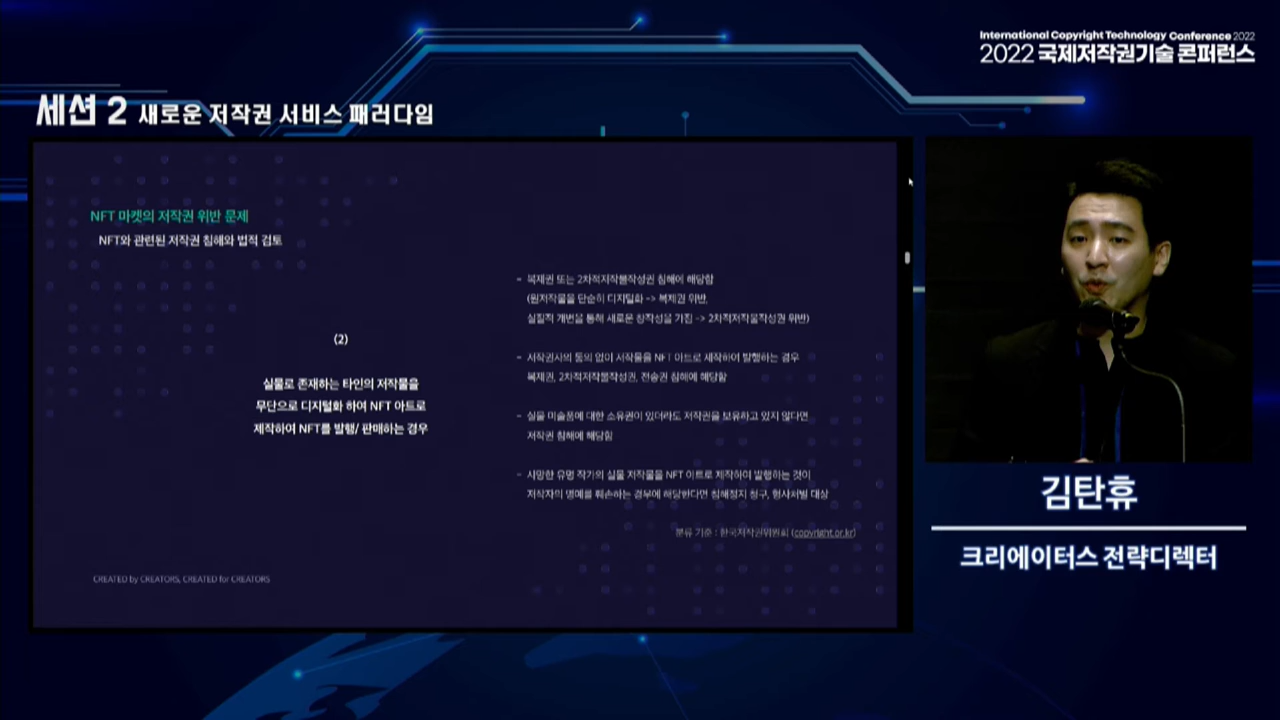 International Copyright Technology Conference 2022
2022 국제저작권기술 콘퍼런스
세션 2 새로운 저작권 서비스 패러다임
NFT 마켓의 저작권 위반 문제
NFT와 관련된 저작권 침해와 법적 검토
(2)
실물로 존재하는 타인의 저작물을
무단으로 디지털화 하여 NFT 아트로
제작하여 NFT를 발행/ 판매하는 경우
- 복제권 또는 2차적저작물작성권 침해에 해당함
(원저작물을 단순히 디지털화 -> 복제권 위반,
실질적 개변을 통해 새로운 창작성을 가짐 -> 2차적저작물작성권 위반)
- 저작권자의 동의 없이 저작물을 NFT 아트로 제작하여 발행하는 경우
복제권, 2차적저작물작성권, 전송권 침해에 해당함
- 실물 미술품에 대한 소유권이 있더라도 저작권을 보유하고 있지 않다면
저작권 침해에 해당함
- 사망한 유명 작가의 실물 저작물을 NFT 아트로 제작하여 발행하는 것이
저작자의 명예를 훼손하는 경우에 해당한다면 침해정지 청구, 형사처벌 대상
분류 기준 : 한국저작권위원회 (copyright.or.kr)
CREATED by CREATORS, CREATED for CREATORS
김탄휴
크리에이터스 전략디렉터